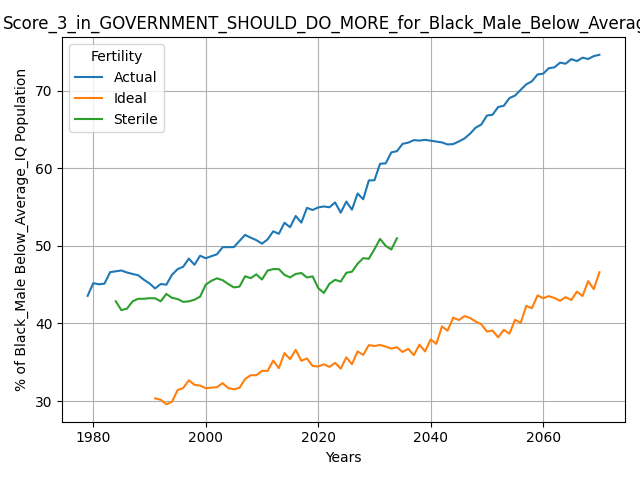 Score_3_in_GOVERNMENT_SHOULD_DO_MORE_for_Black_Male_Below_Averag
Fertility
Actual
Ideal
Sterile
% of Black_Male Below_Average_IQ Population
70
60
50
40
30
1980
2000
2020
2040
2060
Years